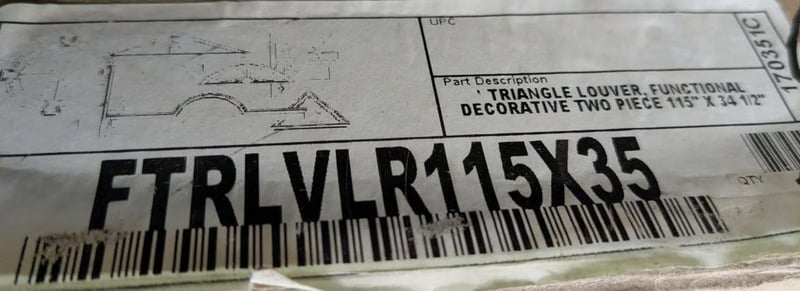 UPC
Part Description
' TRIANGLE LOUVER, FUNCTIONAL
DECORATIVE TWO PIECE 115" X 34 1/2"
170351C
FTRLVLR115X35
QTY